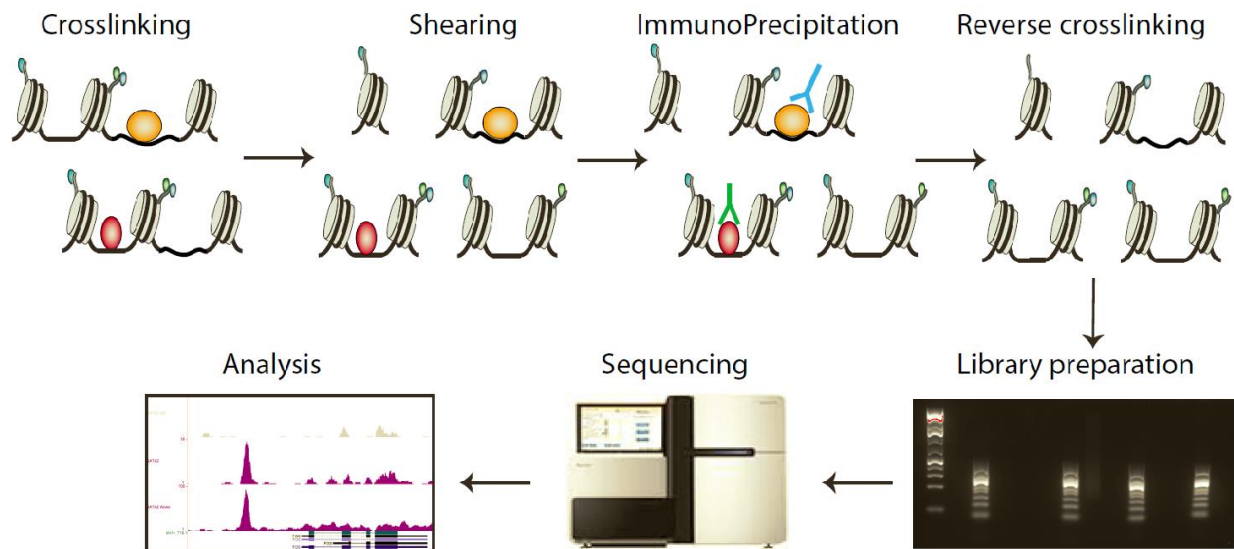 Crosslinking
Shearing
ImmunoPrecipitation
Reverse crosslinking
Analysis
Sequencing
Library preparation